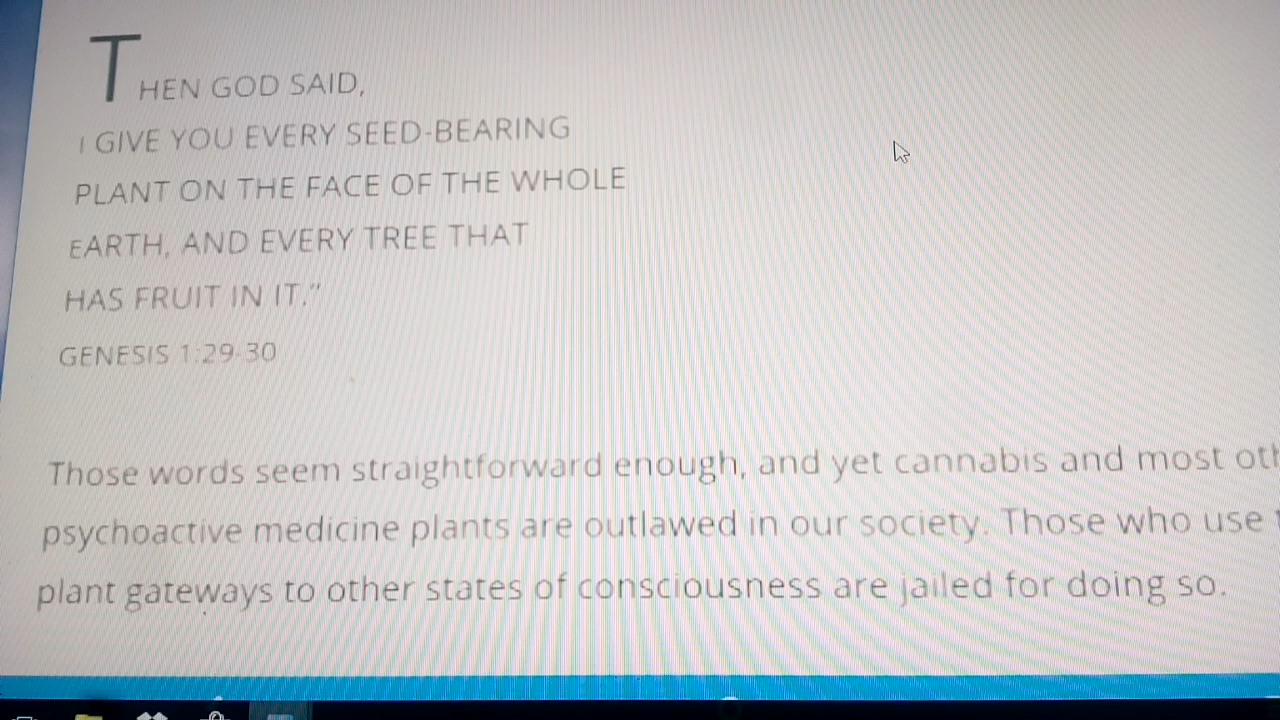 THEN GOD SAID,
I GIVE YOU EVERY SEED-BEARING
PLANT ON THE FACE OF THE WHOLE
EARTH, AND EVERY TREE THAT
HAS FRUIT IN IT."
GENESIS 1:29-30
Those words seem straightforward enough, and yet cannabis and most
psychoactive medicine plants are outlawed in our society. Those who use
plant gateways to other states of consciousness are jailed for doing so.